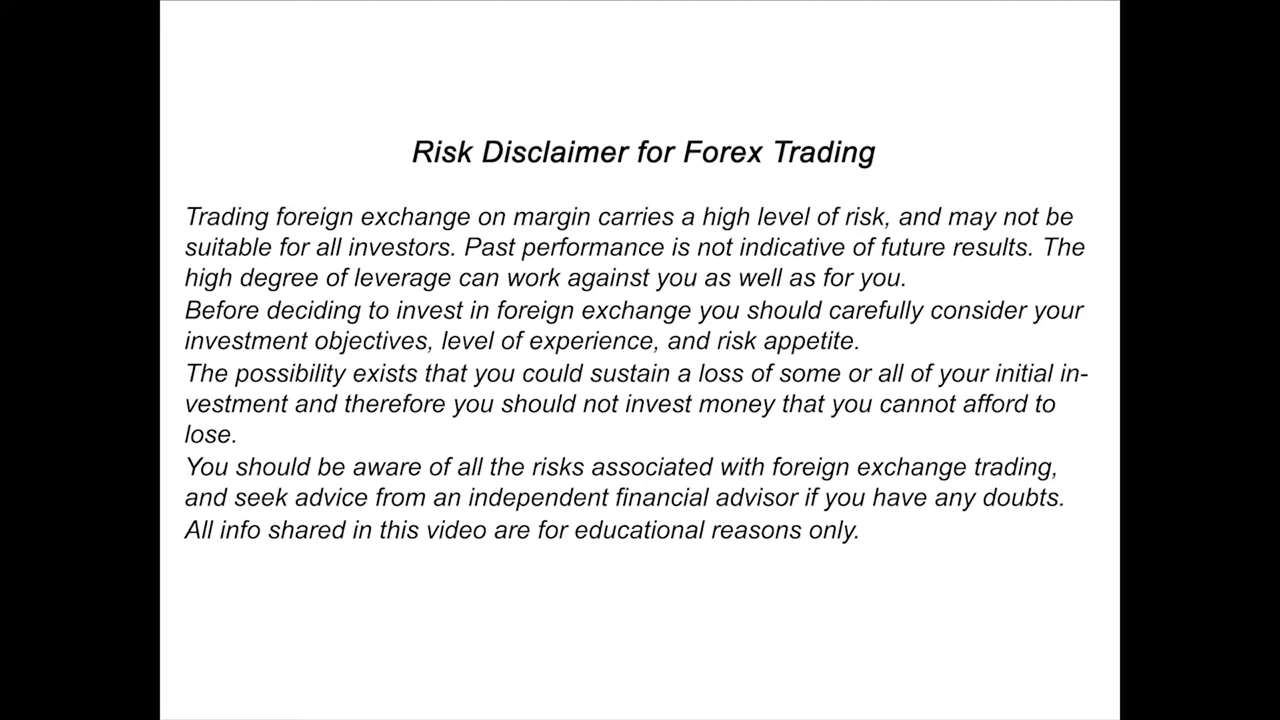 Risk Disclaimer for Forex Trading
Trading foreign exchange on margin carries a high level of risk, and may not be
suitable for all investors. Past performance is not indicative of future results. The
high degree of leverage can work against you as well as for you.
Before deciding to invest in foreign exchange you should carefully consider your
investment objectives, level of experience, and risk appetite.
The possibility exists that you could sustain a loss of some or all of your initial in-
vestment and therefore you should not invest money that you cannot afford to
lose.
You should be aware of all the risks associated with foreign exchange trading,
and seek advice from an independent financial advisor if you have any doubts.
All info shared in this video are for educational reasons only.